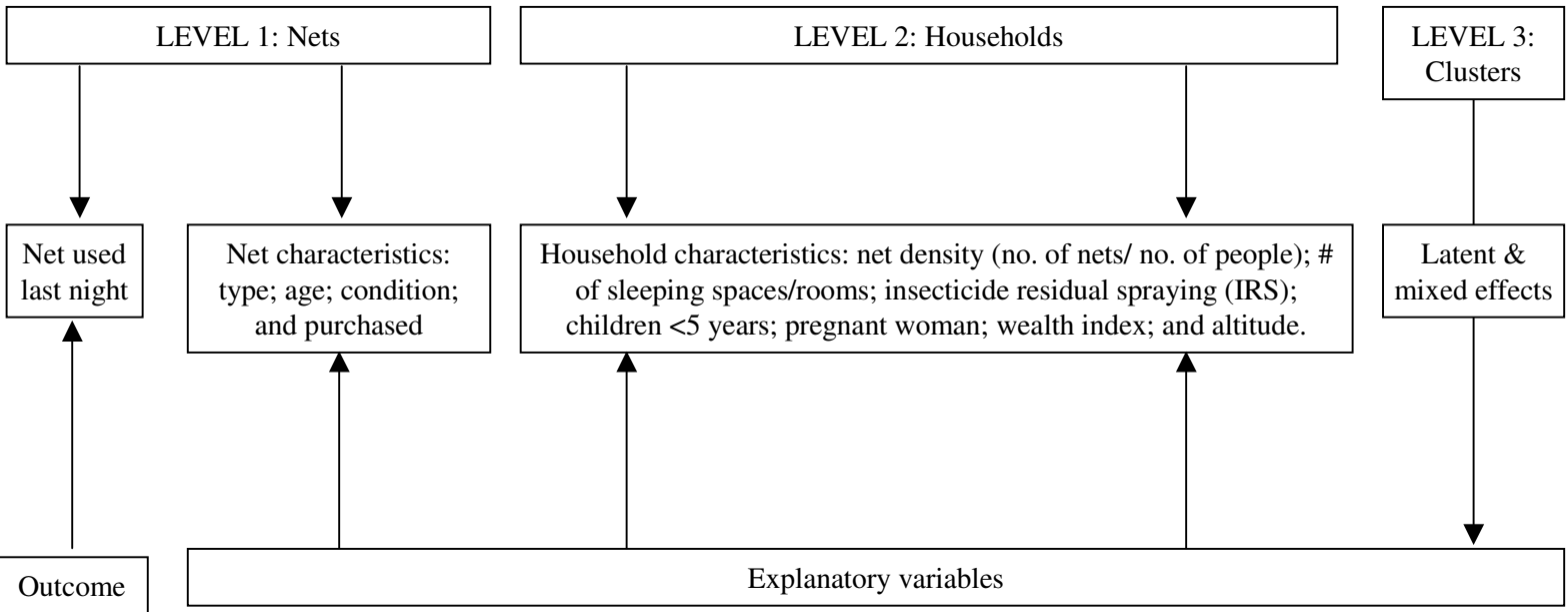 LEVEL 1: Nets
LEVEL 2: Households
LEVEL 3:
Clusters
Net used
last night
Net characteristics:
type; age; condition;
and purchased
Household characteristics: net density (no. of nets/ no. of people); #
of sleeping spaces/rooms; insecticide residual spraying (IRS);
children <5 years; pregnant woman; wealth index; and altitude.
Latent &
mixed effects
Outcome
Explanatory variables